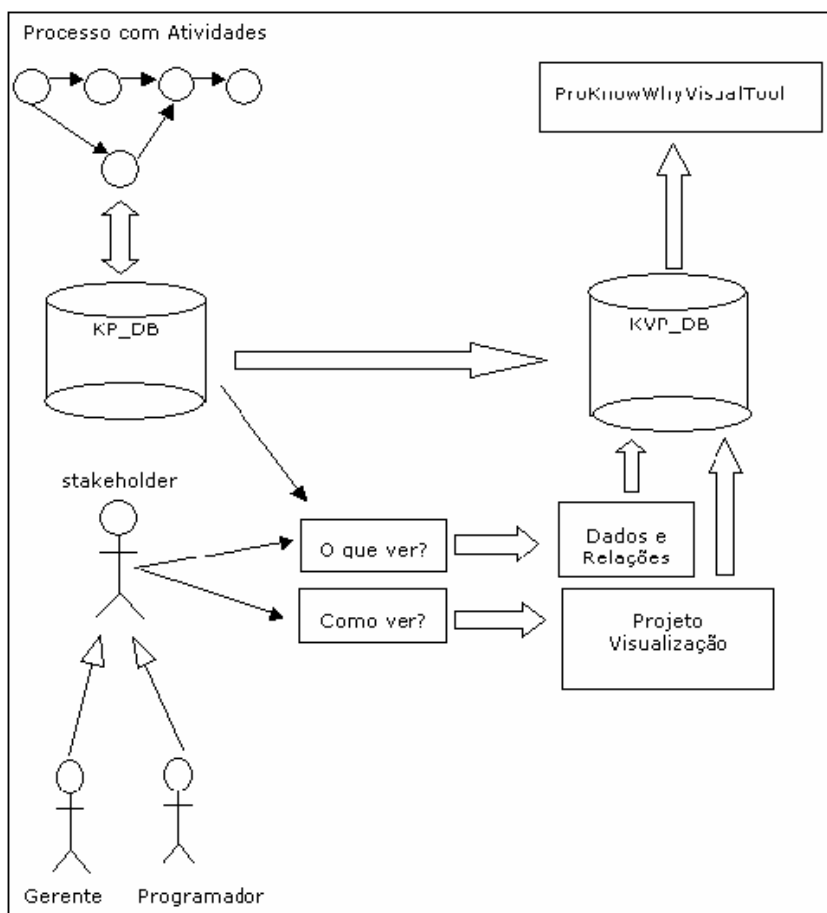 Processo com Atividades
ProKnowWhyVisualTool
KP_DB
KVP_DB
stakeholder
O que ver?
Dados e
Relações
Como ver?
Projeto
Visualização
Gerente
Programador